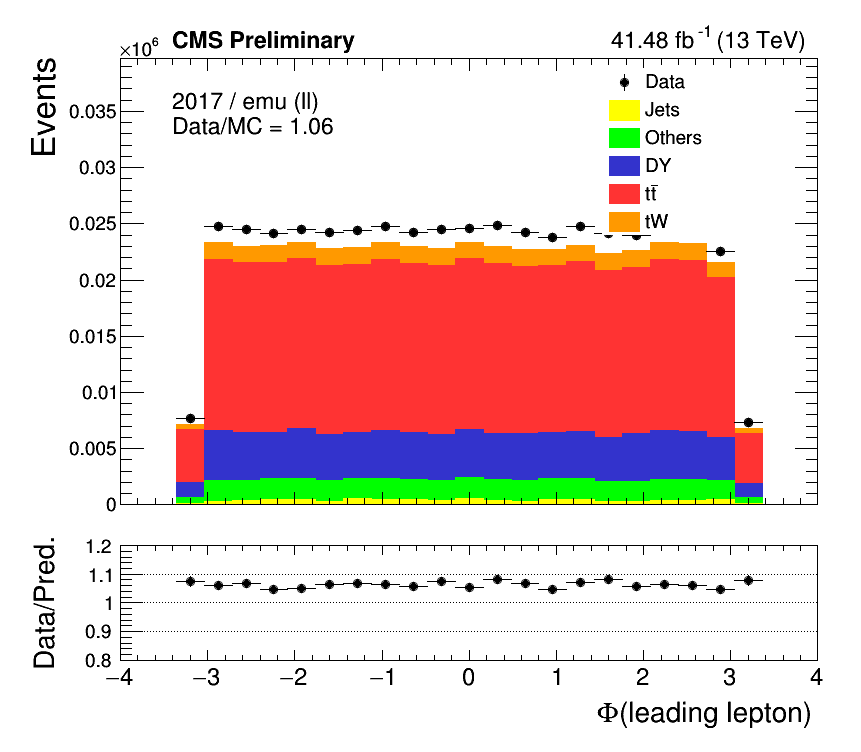 ×10⁶ CMS Preliminary 41.48 fb⁻¹ (13 TeV)
Events
2017 / emu (ll)
Data/MC = 1.06
Data
Jets
Others
DY
tt̄
tW
0.035
0.03
0.025
0.02
0.015
0.01
0.005
0
Data/Pred.
1.2
1.1
1
0.9
0.8
−4 −3 −2 −1 0 1 2 3 4
Φ(leading lepton)